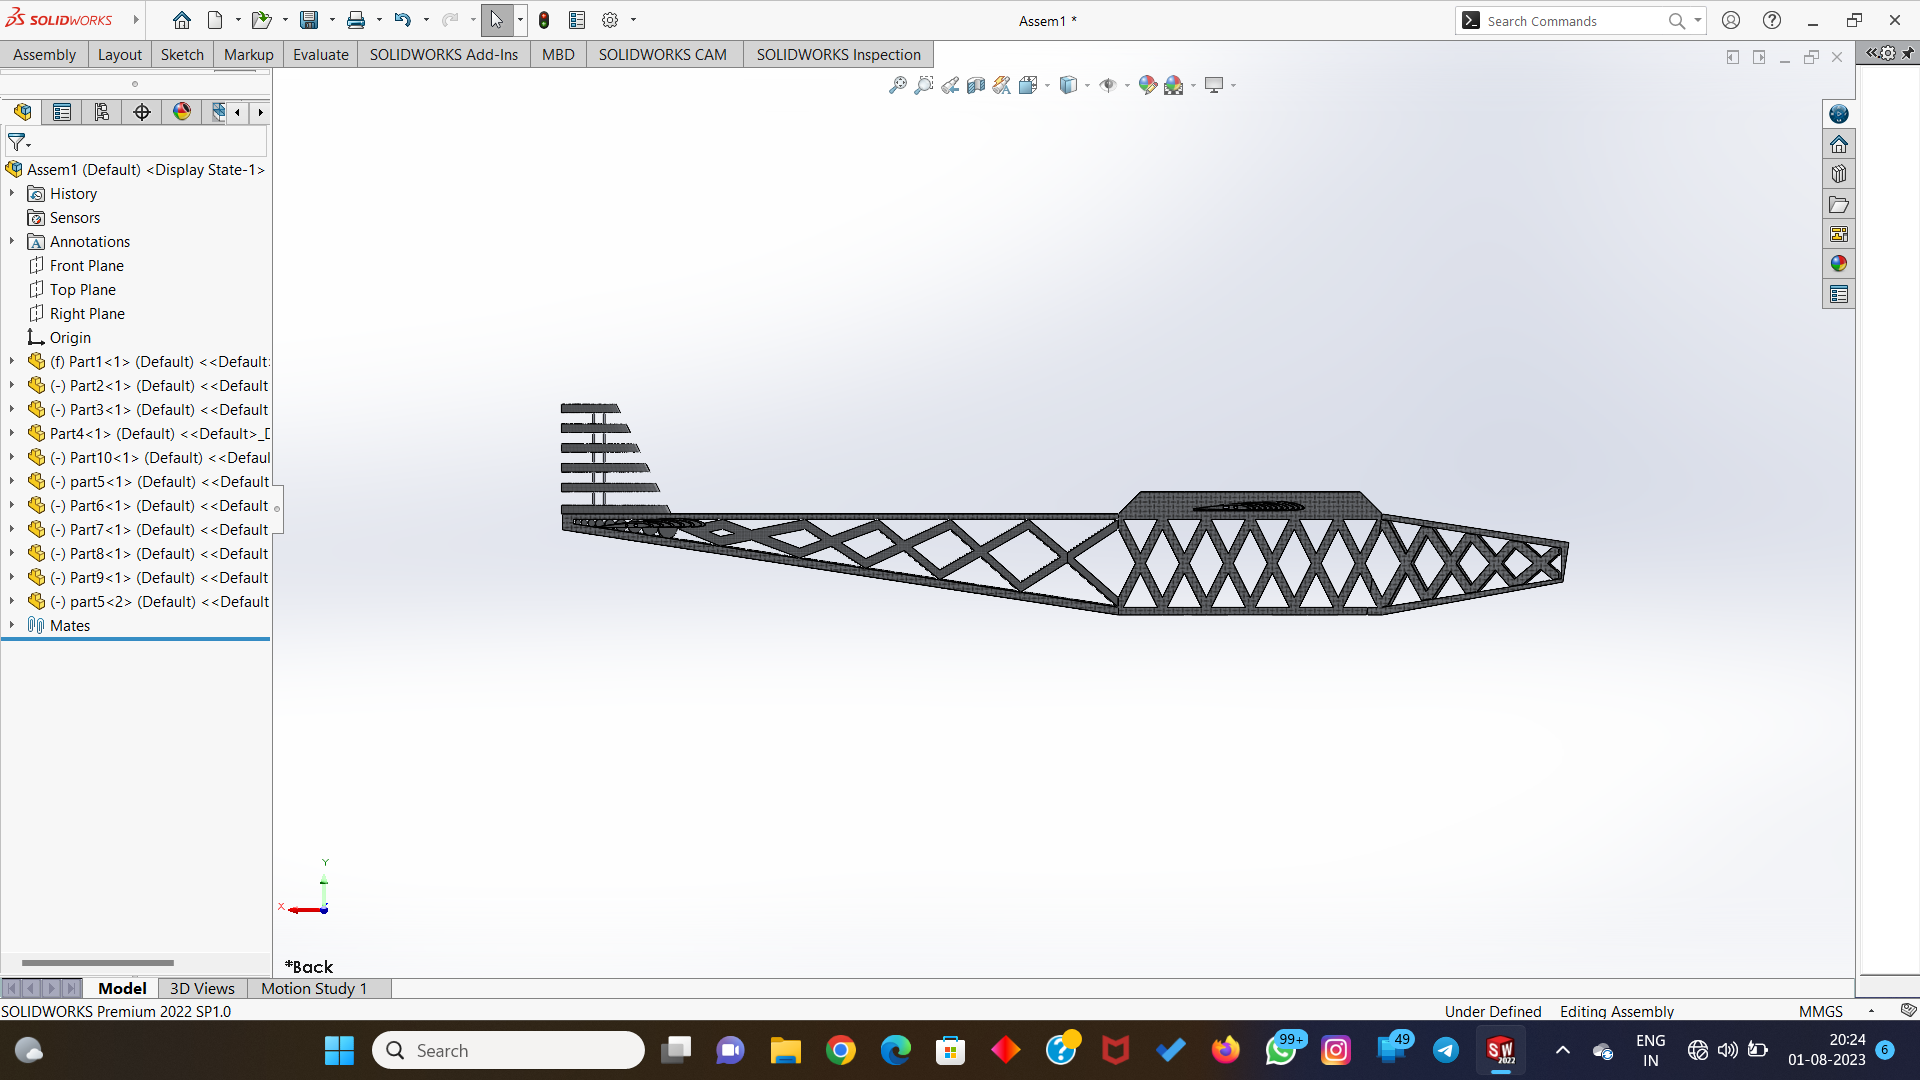 SOLIDWORKS
Assem1 *
Search Commands
Assembly
Layout
Sketch
Markup
Evaluate
SOLIDWORKS Add-Ins
MBD
SOLIDWORKS CAM
SOLIDWORKS Inspection
Assem1 (Default) <Display State-1>
History
Sensors
A Annotations
Front Plane
Top Plane
Right Plane
Origin
(f) Part1<1> (Default) <<Default>
(-) Part2<1> (Default) <<Default
(-) Part3<1> (Default) <<Default
Part4<1> (Default) <<Default>_D
(-) Part10<1> (Default) <<Defaul
(-) part5<1> (Default) <<Default
(-) Part6<1> (Default) <<Default
(-) Part7<1> (Default) <<Default
(-) Part8<1> (Default) <<Default
(-) Part9<1> (Default) <<Default
(-) part5<2> (Default) <<Default
Mates
Y
X
*Back
Model
3D Views
Motion Study 1
SOLIDWORKS Premium 2022 SP1.0
Under Defined
Editing Assembly
MMGS
Search
99+
49
SW
2022
ENG
IN
20:24
01-08-2023
6